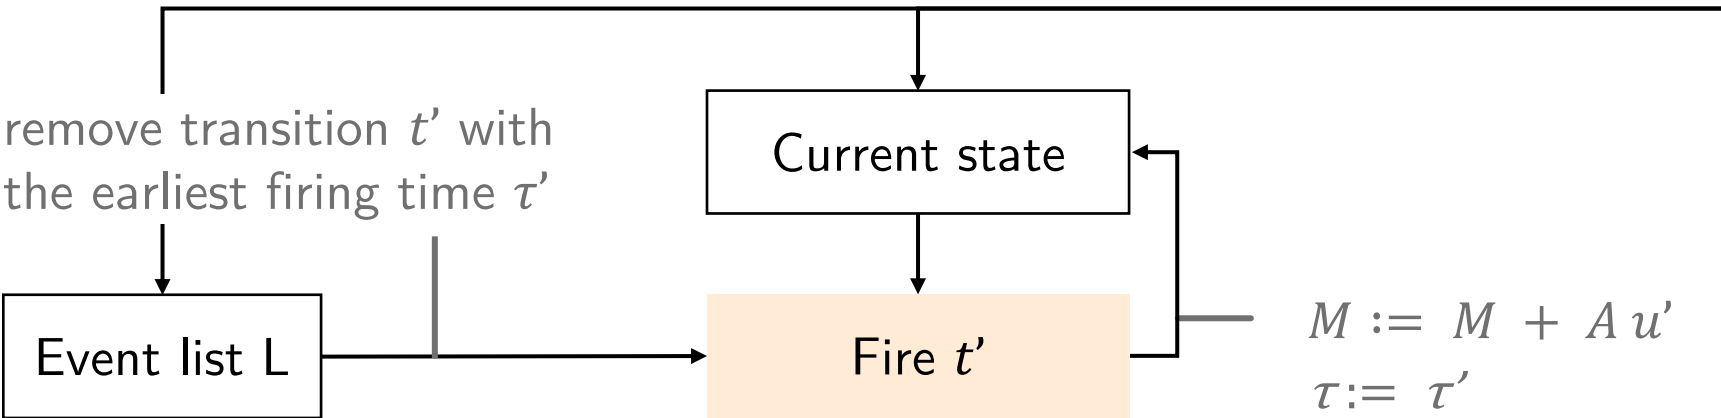 remove transition t’ with
the earliest firing time τ’
Current state
Event list L
Fire t’
M := M + A u’
τ := τ’